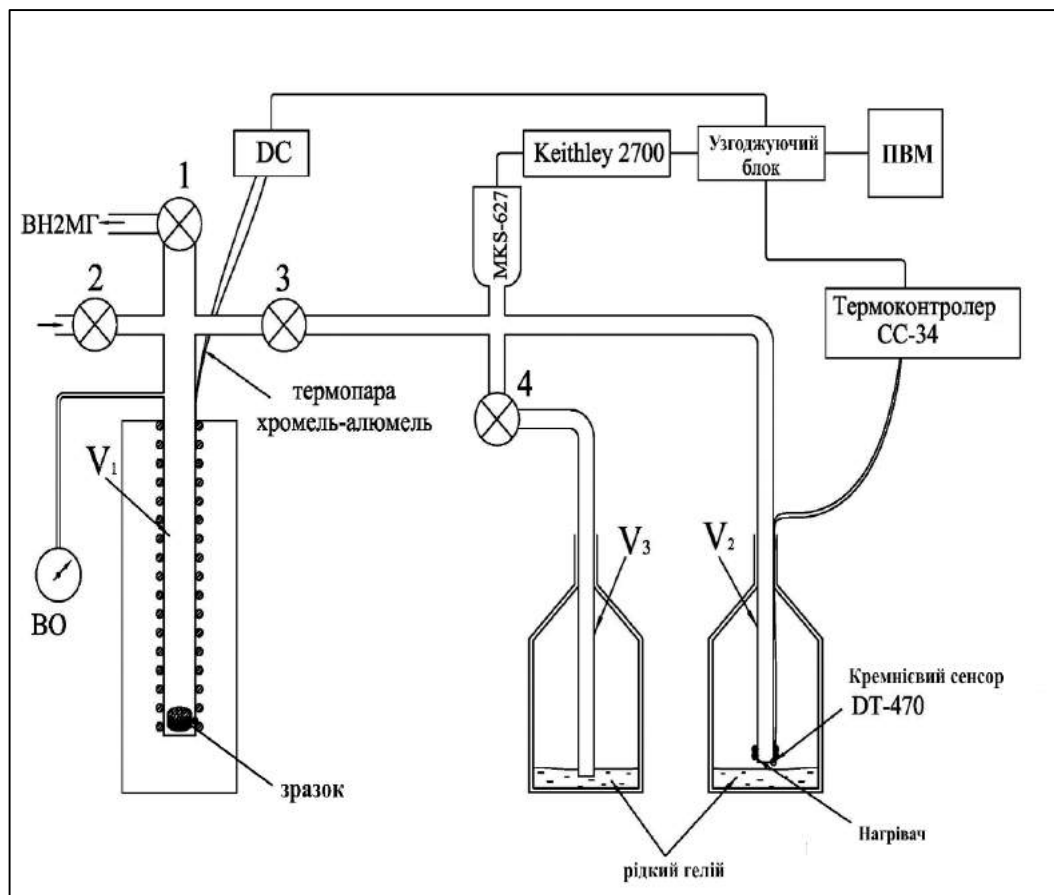 DC
Keithley 2700
Узгоджуючий
блок
ПВМ
MKS-627
1
ВН2МГ
2
3
Термоконтролер
СС-34
термопара
хромель-алюмель
4
V₁
V₃
V₂
ВО
Кремнієвий сенсор
DT-470
зразок
Нагрівач
рідкий гелій